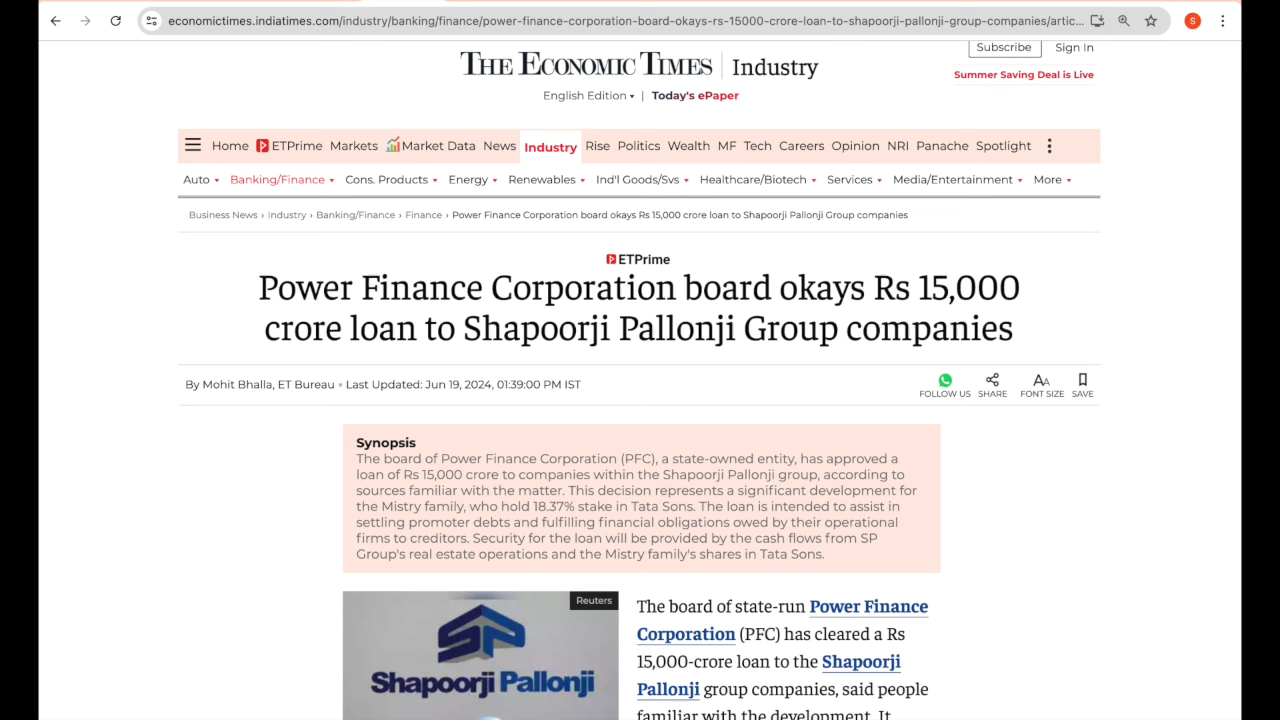 economictimes.indiatimes.com/industry/banking/finance/power-finance-corporation-board-okays-rs-15000-crore-loan-to-shapoorji-pallonji-group-companies/artic...
S
THE ECONOMIC TIMES | Industry
Subscribe Sign In
Summer Saving Deal is Live
English Edition | Today's ePaper
Home ETPrime Markets Market Data News Industry Rise Politics Wealth MF Tech Careers Opinion NRI Panache Spotlight
Auto Banking/Finance Cons. Products Energy Renewables Ind'l Goods/Svs Healthcare/Biotech Services Media/Entertainment More
Business News › Industry › Banking/Finance › Finance › Power Finance Corporation board okays Rs 15,000 crore loan to Shapoorji Pallonji Group companies
ETPrime
Power Finance Corporation board okays Rs 15,000
crore loan to Shapoorji Pallonji Group companies
By Mohit Bhalla, ET Bureau • Last Updated: Jun 19, 2024, 01:39:00 PM IST
AA
FOLLOW US SHARE FONT SIZE SAVE
Synopsis
The board of Power Finance Corporation (PFC), a state-owned entity, has approved a
loan of Rs 15,000 crore to companies within the Shapoorji Pallonji group, according to
sources familiar with the matter. This decision represents a significant development for
the Mistry family, who hold 18.37% stake in Tata Sons. The loan is intended to assist in
settling promoter debts and fulfilling financial obligations owed by their operational
firms to creditors. Security for the loan will be provided by the cash flows from SP
Group's real estate operations and the Mistry family's shares in Tata Sons.
Reuters
SP
Shapoorji Pallonji
The board of state-run Power Finance
Corporation (PFC) has cleared a Rs
15,000-crore loan to the Shapoorji
Pallonji group companies, said people
familiar with the development. It